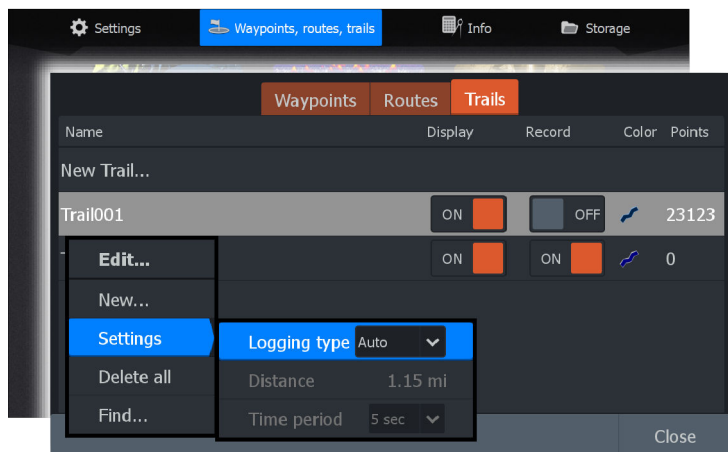 Settings Waypoints, routes, trails Info Storage
Waypoints Routes Trails
Name Display Record Color Points
New Trail...
Trail001 ON OFF 23123
ON ON 0
Edit...
New...
Settings
Logging type Auto
Delete all
Distance 1.15 mi
Find...
Time period 5 sec
Close